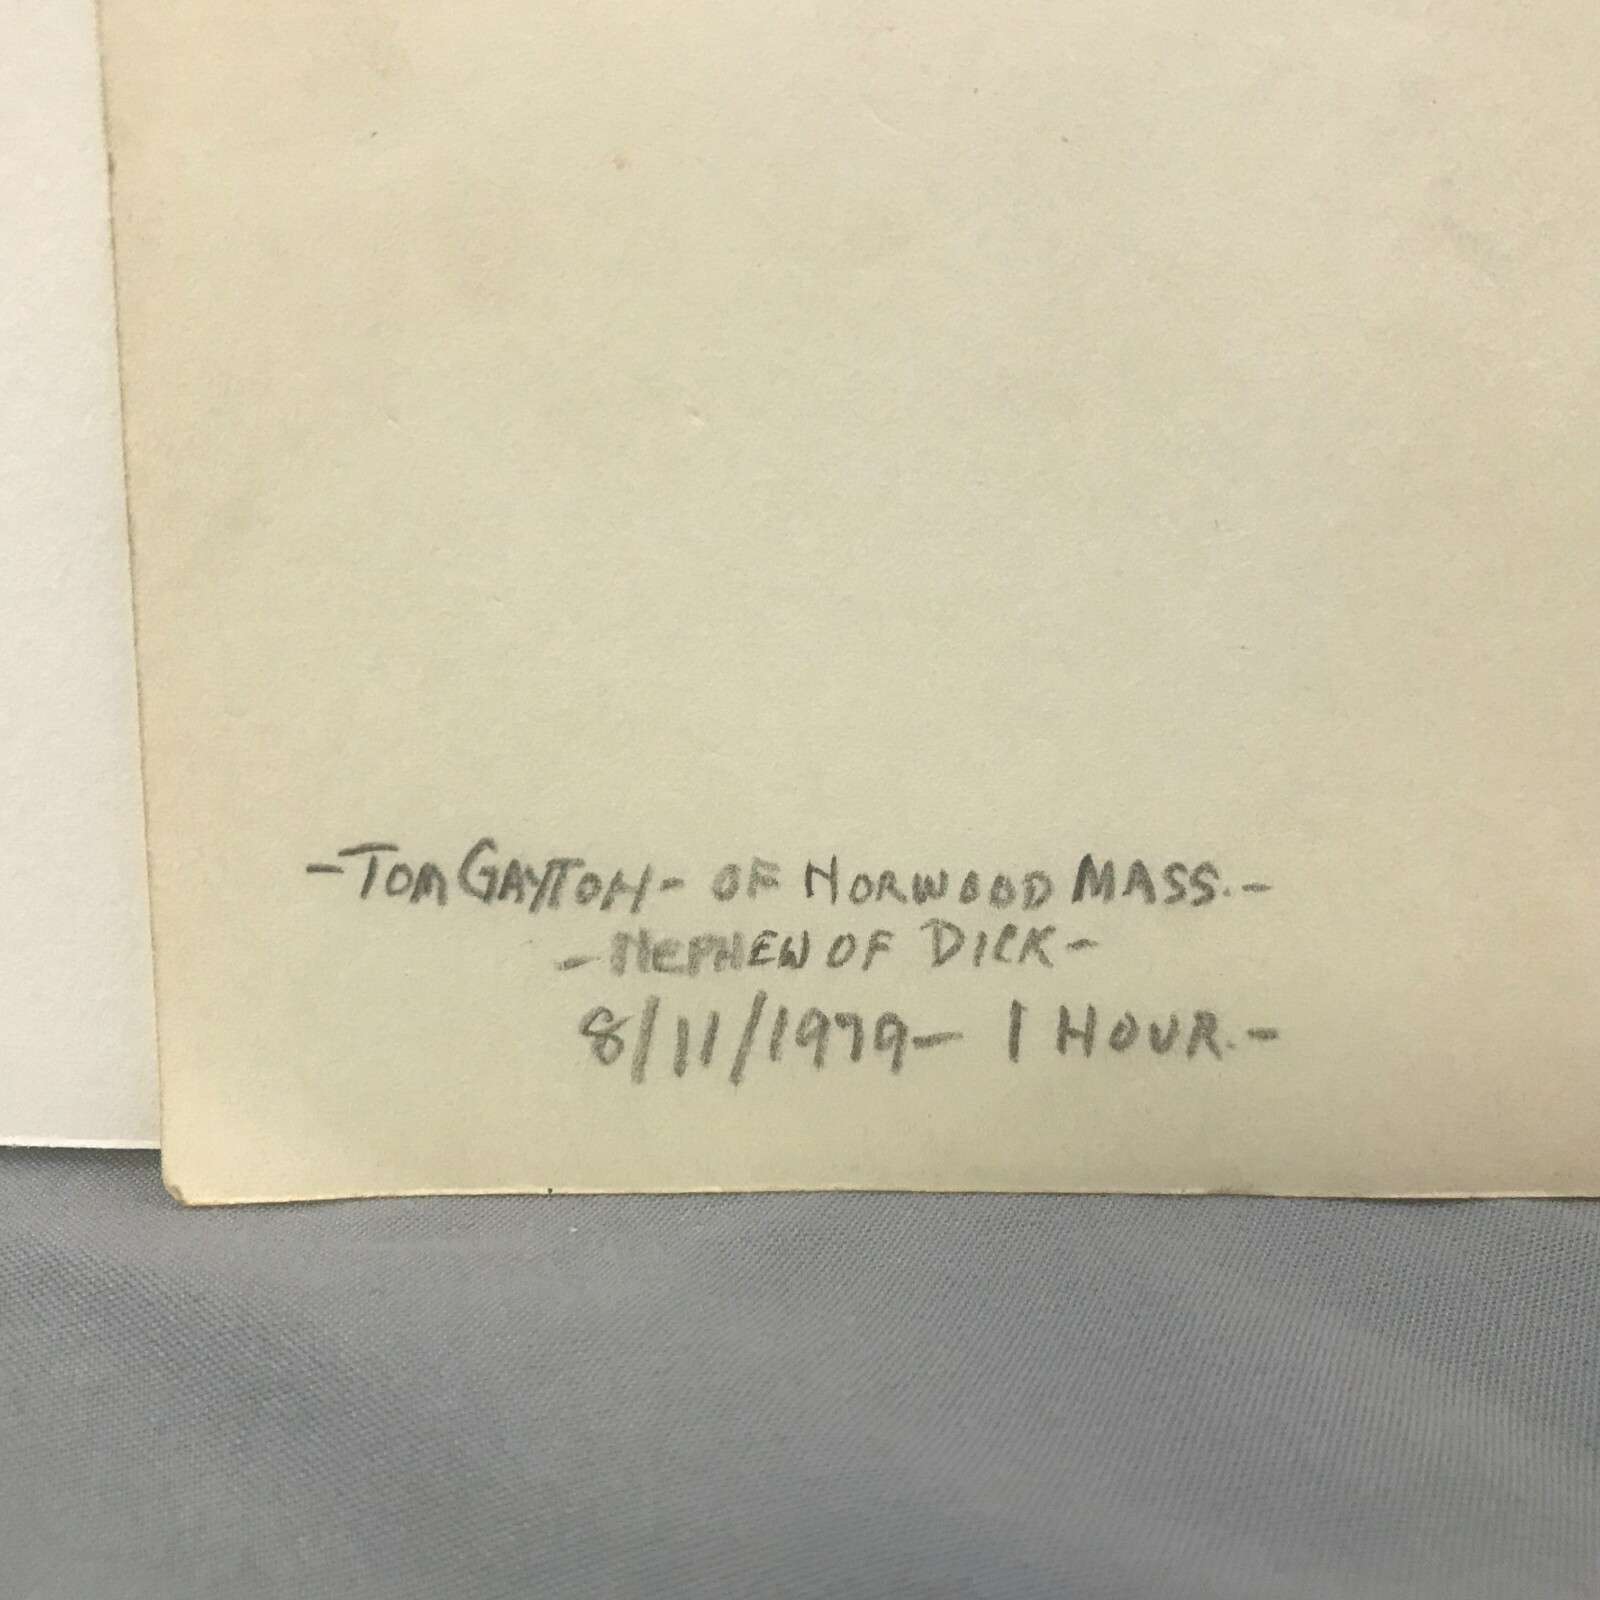 -TOM GAYTON- OF NORWOOD MASS.-
-NEPHEW OF DICK-
8/11/1979- 1 HOUR.-